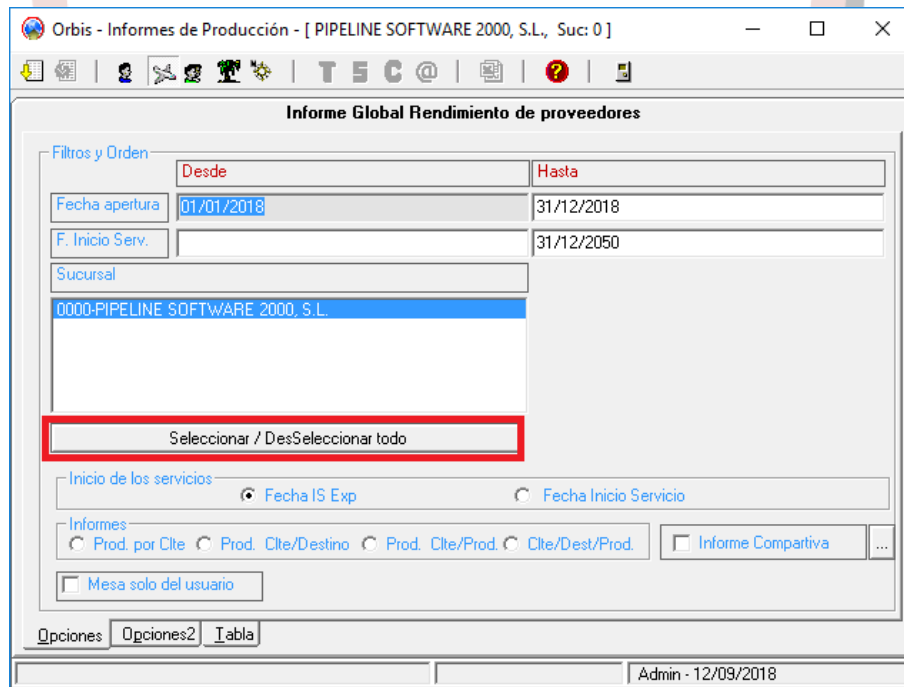 Orbis - Informes de Producción - [ PIPELINE SOFTWARE 2000, S.L., Suc: 0 ]
T S C @ ?
Informe Global Rendimiento de proveedores
Filtros y Orden
Desde Hasta
Fecha apertura 01/01/2018 31/12/2018
F. Inicio Serv. 31/12/2050
Sucursal
0000-PIPELINE SOFTWARE 2000, S.L.
Seleccionar / DesSeleccionar todo
Inicio de los servicios
Fecha IS Exp Fecha Inicio Servicio
Informes
Prod. por Clte Prod. Clte/Destino Prod. Clte/Prod. Clte/Dest/Prod. Informe Compartiva ...
Mesa solo del usuario
Opciones Opciones2 Tabla
Admin - 12/09/2018